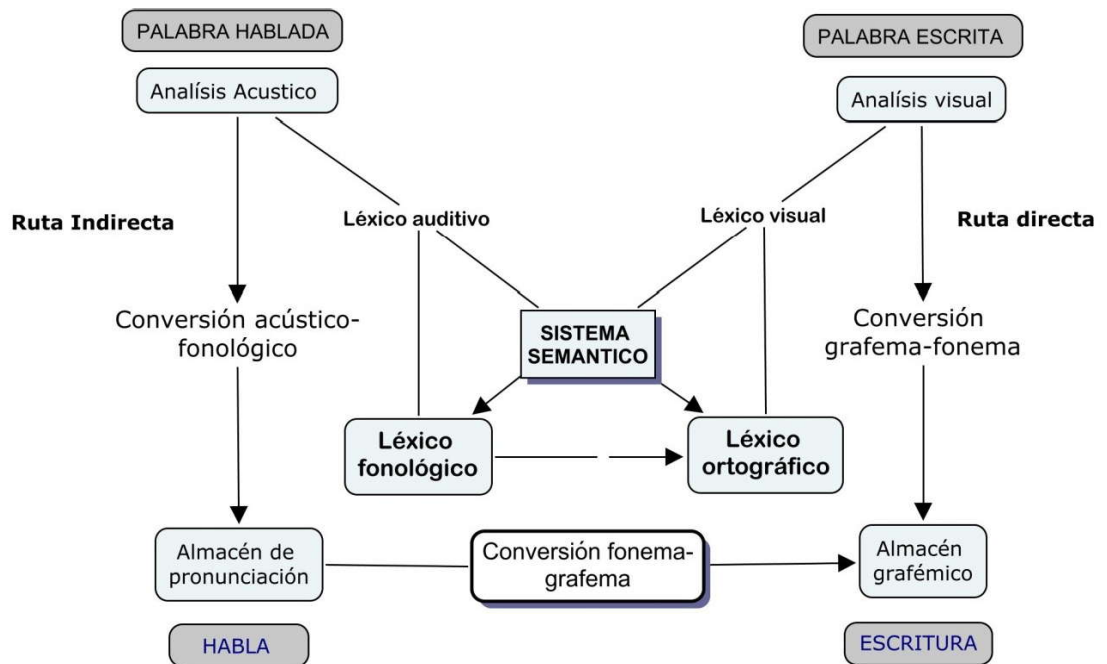 PALABRA HABLADA
PALABRA ESCRITA
Analísis Acustico
Analísis visual
Ruta Indirecta
Léxico auditivo
Léxico visual
Ruta directa
Conversión acústico-
fonológico
SISTEMA
SEMANTICO
Conversión
grafema-fonema
Léxico
fonológico
Léxico
ortográfico
Almacén de
pronunciación
Conversión fonema-
grafema
Almacén
grafémico
HABLA
ESCRITURA